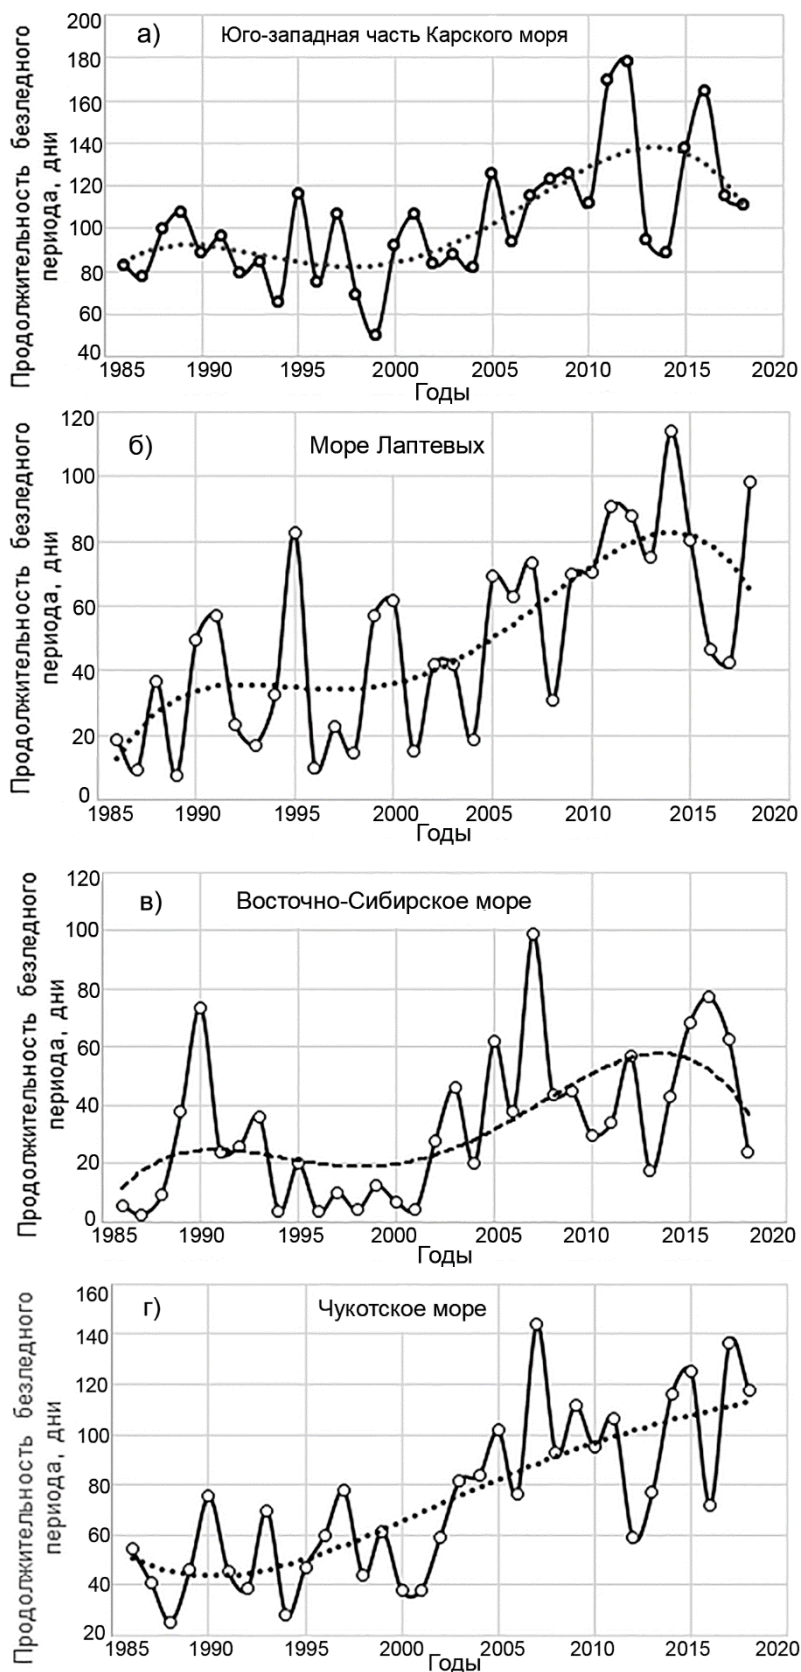 а)
Юго-западная часть Карского моря
Продолжительность безледного
периода, дни
200
180
160
140
120
100
80
60
40
1985 1990 1995 2000 2005 2010 2015 2020
Годы
б)
Море Лаптевых
Продолжительность безледного
периода, дни
120
100
80
60
40
20
0
1985 1990 1995 2000 2005 2010 2015 2020
Годы
в)
Восточно-Сибирское море
Продолжительность безледного
периода, дни
120
100
80
60
40
20
0
1985 1990 1995 2000 2005 2010 2015 2020
Годы
г)
Чукотское море
Продолжительность безледного
периода, дни
160
140
120
100
80
60
40
20
1985 1990 1995 2000 2005 2010 2015 2020
Годы